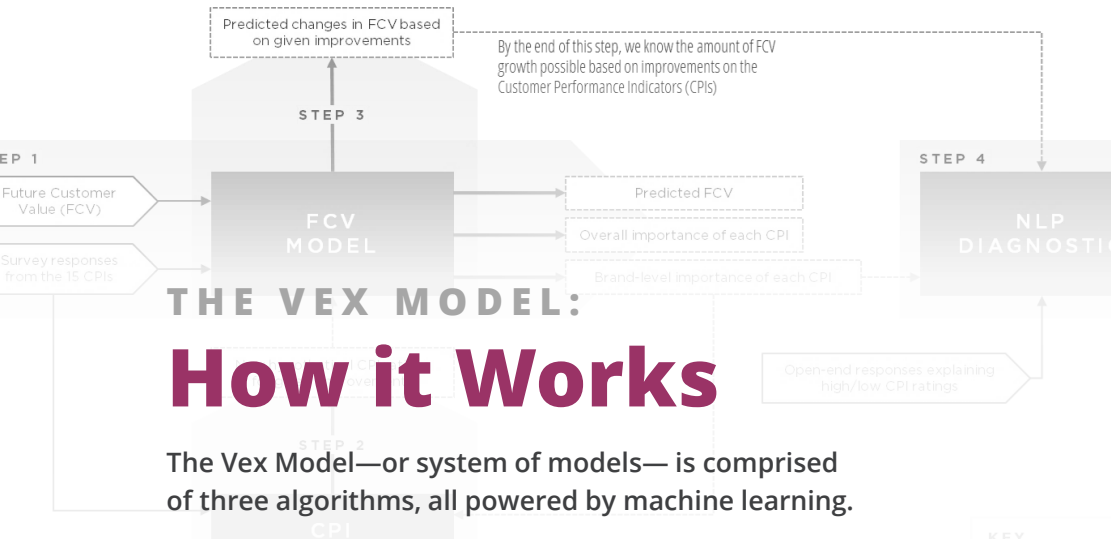 Predicted changes in FCV based
on given improvements
By the end of this step, we know the amount of FCV
growth possible based on improvements on the
Customer Performance Indicators (CPIs)
STEP 3
EP 1
STEP 4
Future Customer
Value (FCV)
FCV
MODEL
Predicted FCV
Overall importance of each CPI
Brand-level importance of each CPI
NLP
DIAGNOSTIC
Survey responses
from the 15 CPIs
THE VEX MODEL:
How it Works
Open-end responses explaining
high/low CPI ratings
STEP 2
The Vex Model—or system of models— is comprised
of three algorithms, all powered by machine learning.
CPI
KEY